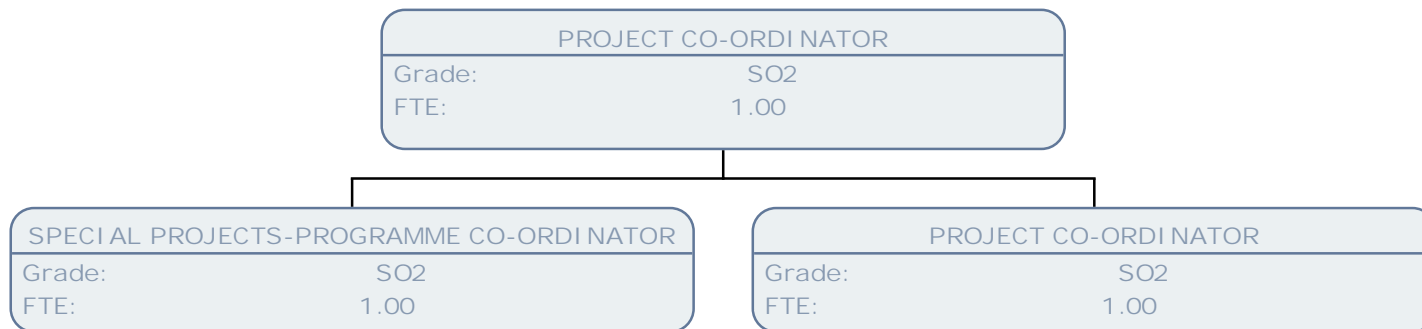 PROJECT CO-ORDINATOR
Grade: SO2
FTE: 1.00
SPECIAL PROJECTS-PROGRAMME CO-ORDINATOR
Grade: SO2
FTE: 1.00
PROJECT CO-ORDINATOR
Grade: SO2
FTE: 1.00